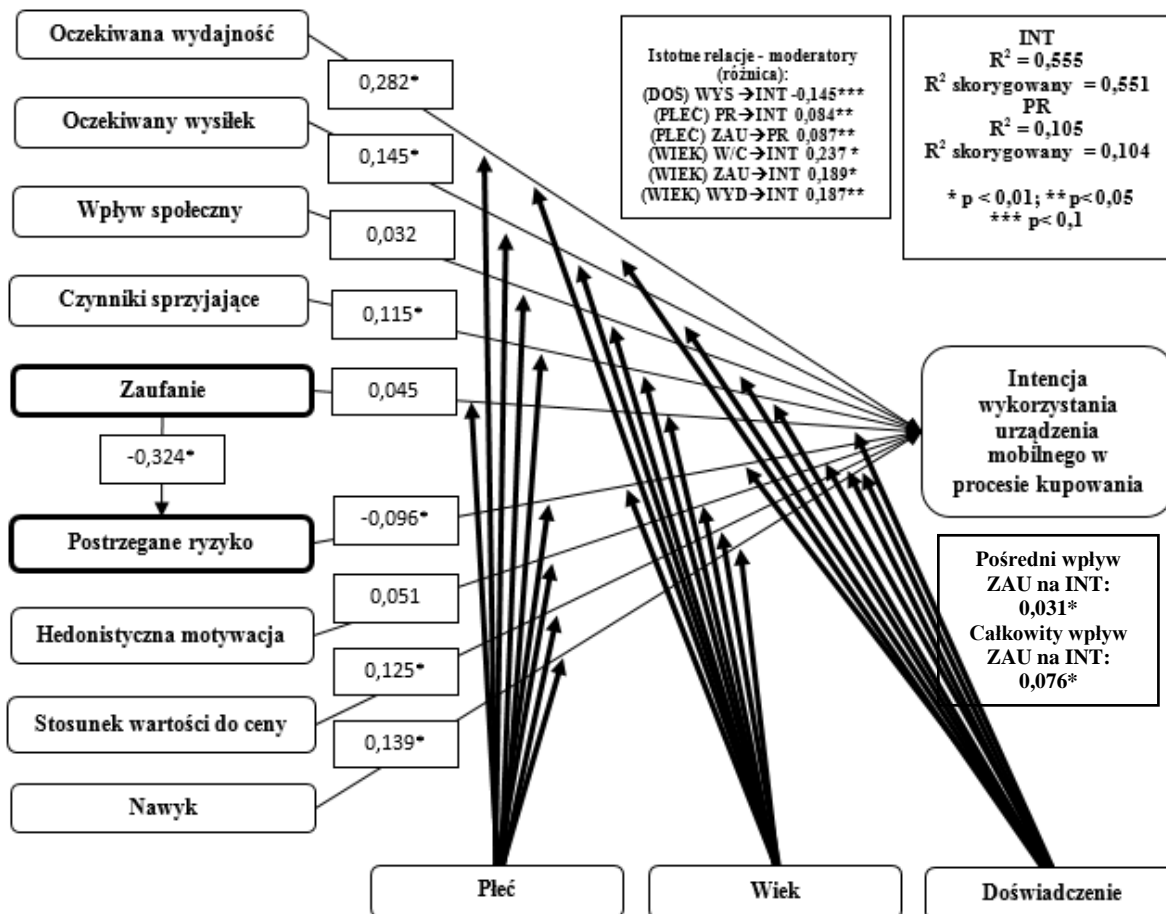 Oczekiwana wydajność
0,282*
Oczekiwany wysiłek
0,145*
Wpływ społeczny
0,032
Czynniki sprzyjające
0,115*
Zaufanie
0,045
-0,324*
Postrzegane ryzyko
-0,096*
Hedonistyczna motywacja
0,051
Stosunek wartości do ceny
0,125*
Nawyk
0,139*
Istotne relacje - moderatory
(różnica):
(DOŚ) WYS →INT -0,145***
(PŁEĆ) PR→INT 0,084**
(PŁEĆ) ZAU→PR 0,087**
(WIEK) W/C→INT 0,237 *
(WIEK) ZAU→INT 0,189*
(WIEK) WYD→INT 0,187**
INT
R² = 0,555
R² skorygowany = 0,551
PR
R² = 0,105
R² skorygowany = 0,104
* p < 0,01; ** p< 0,05
*** p< 0,1
Intencja
wykorzystania
urządzenia
mobilnego w
procesie kupowania
Pośredni wpływ
ZAU na INT:
0,031*
Całkowity wpływ
ZAU na INT:
0,076*
Płeć
Wiek
Doświadczenie